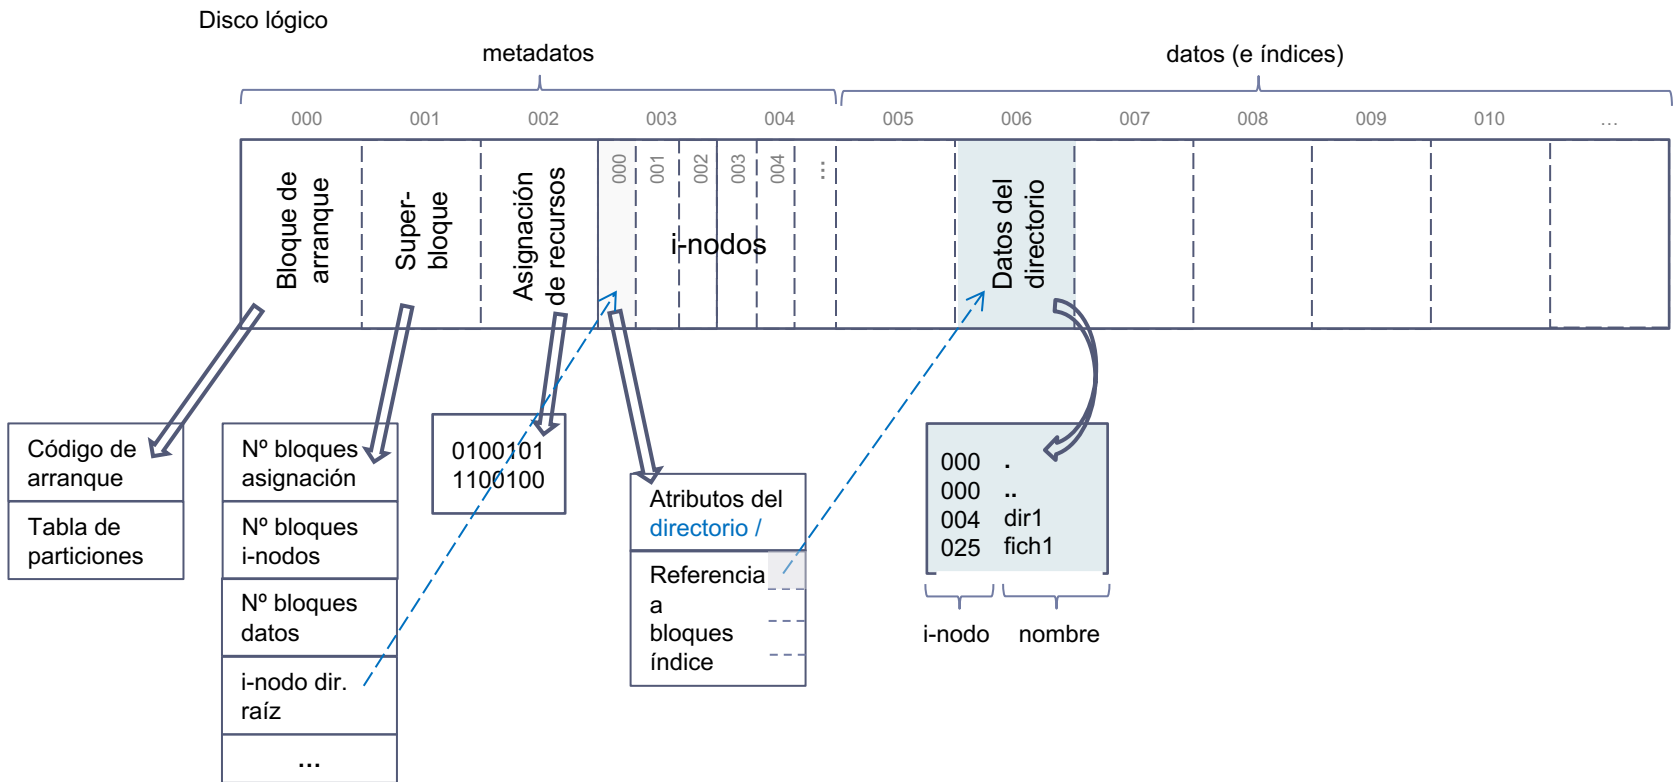 Disco lógico
metadatos
datos (e índices)
000
001
002
003
004
005
006
007
008
009
010
...
Bloque de
arranque
Super-
bloque
Asignación
de recursos
000
001
002
003
004
...
i-nodos
Datos del
directorio
Código de
arranque
Tabla de
particiones
Nº bloques
asignación
Nº bloques
i-nodos
Nº bloques
datos
i-nodo dir.
raíz
...
0100101
1100100
Atributos del
directorio /
Referencia
a
bloques
índice
000 .
000 ..
004 dir1
025 fich1
i-nodo
nombre